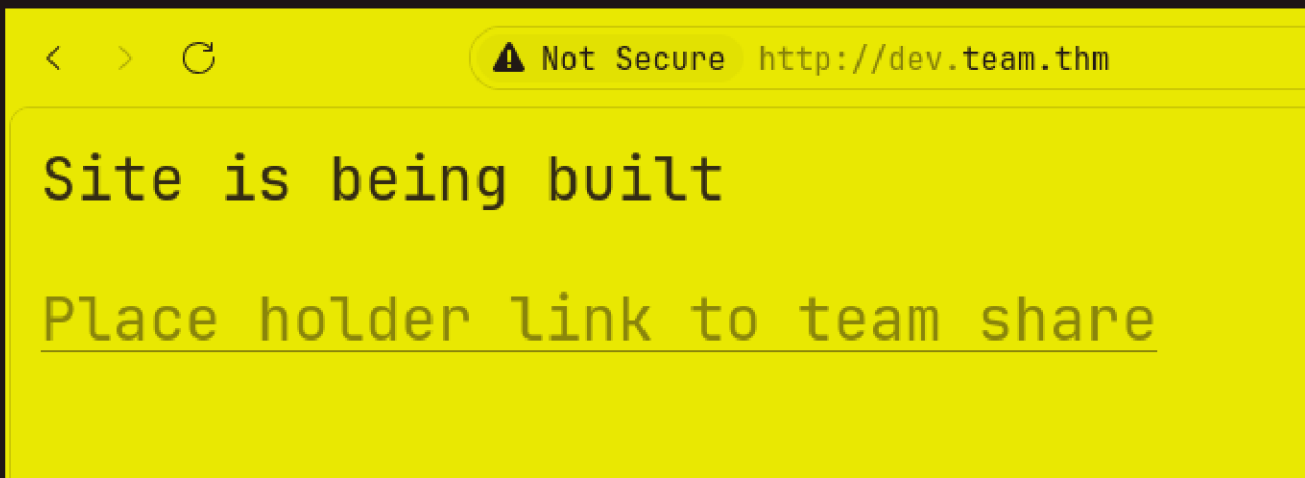 Not Secure http://dev.team.thm
Site is being built
Place holder link to team share